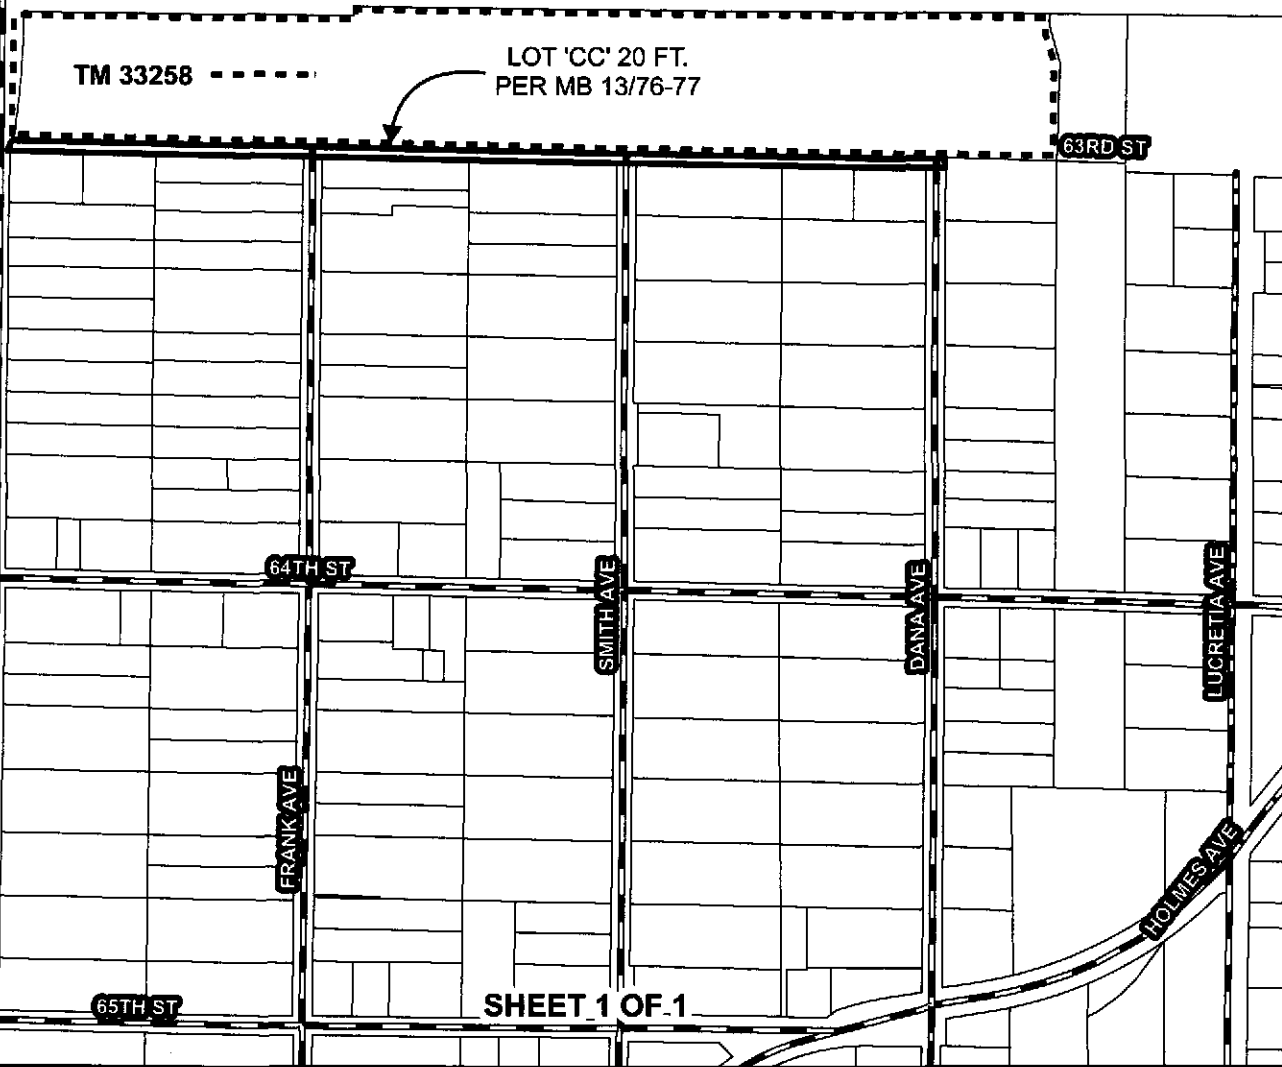 LOT 'CC' 20 FT.
PER MB 13/76-77
TM 33258
63RD ST
64TH ST
SMITH AVE
DANA AVE
LUCRETIA AVE
FRANK AVE
HOLMES AVE
65TH ST
SHEET 1 OF 1